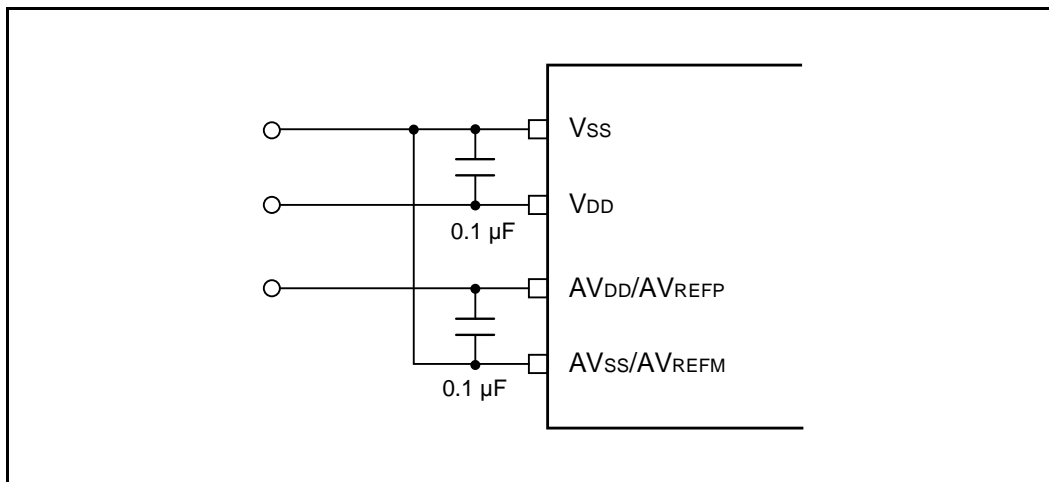 VSS
VDD
0.1 µF
AVDD/AVREFP
AVSS/AVREFM
0.1 µF